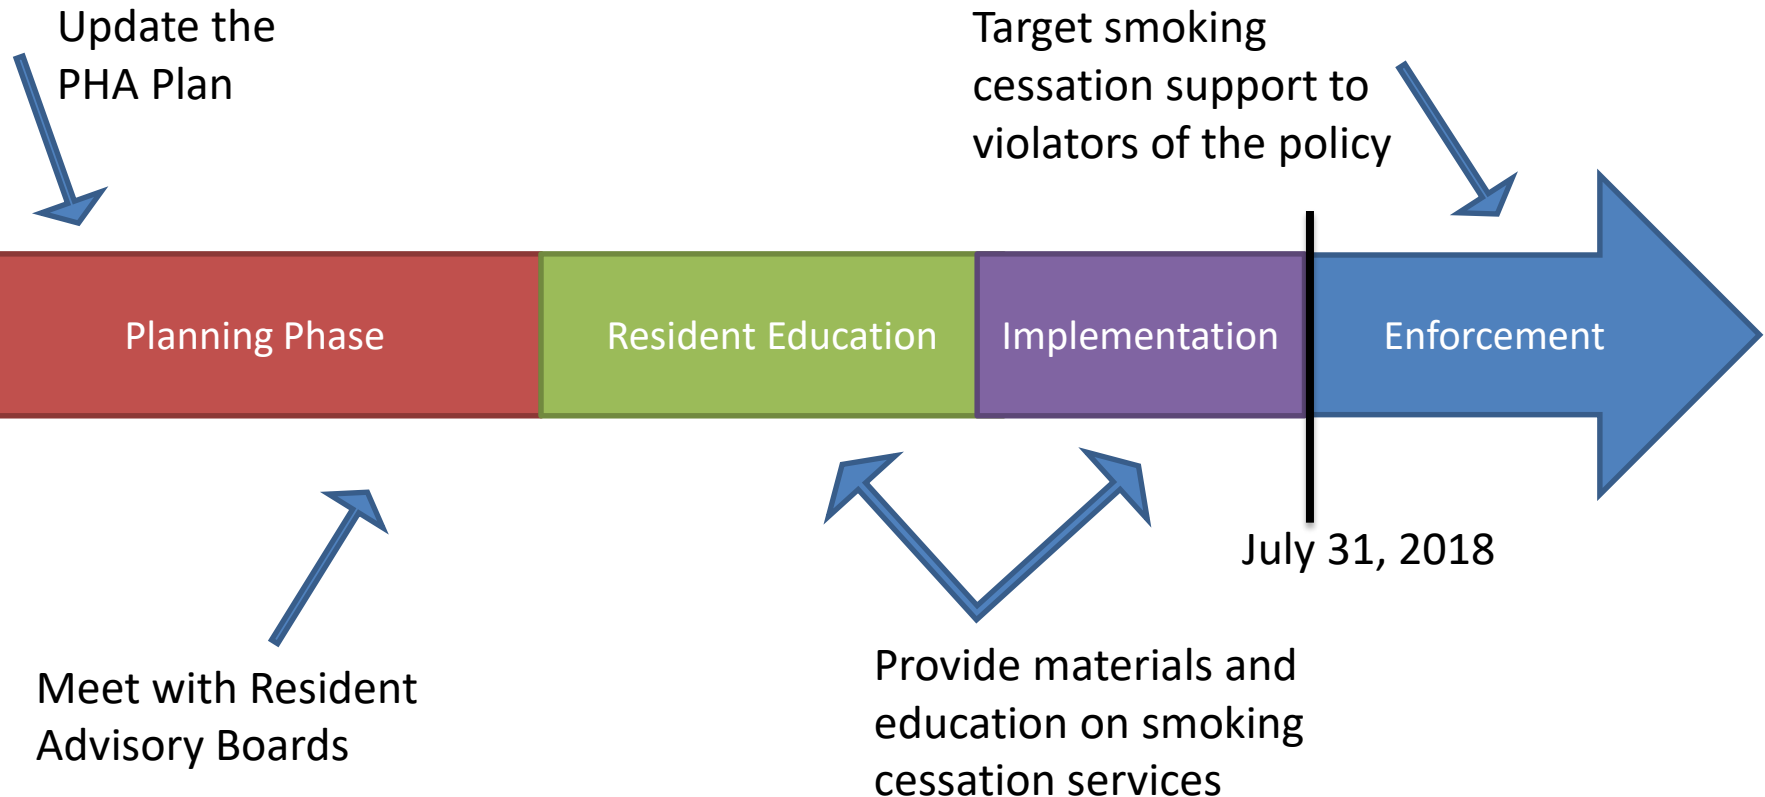 Update the
PHA Plan
Target smoking
cessation support to
violators of the policy
Planning Phase
Resident Education
Implementation
Enforcement
July 31, 2018
Meet with Resident
Advisory Boards
Provide materials and
education on smoking
cessation services